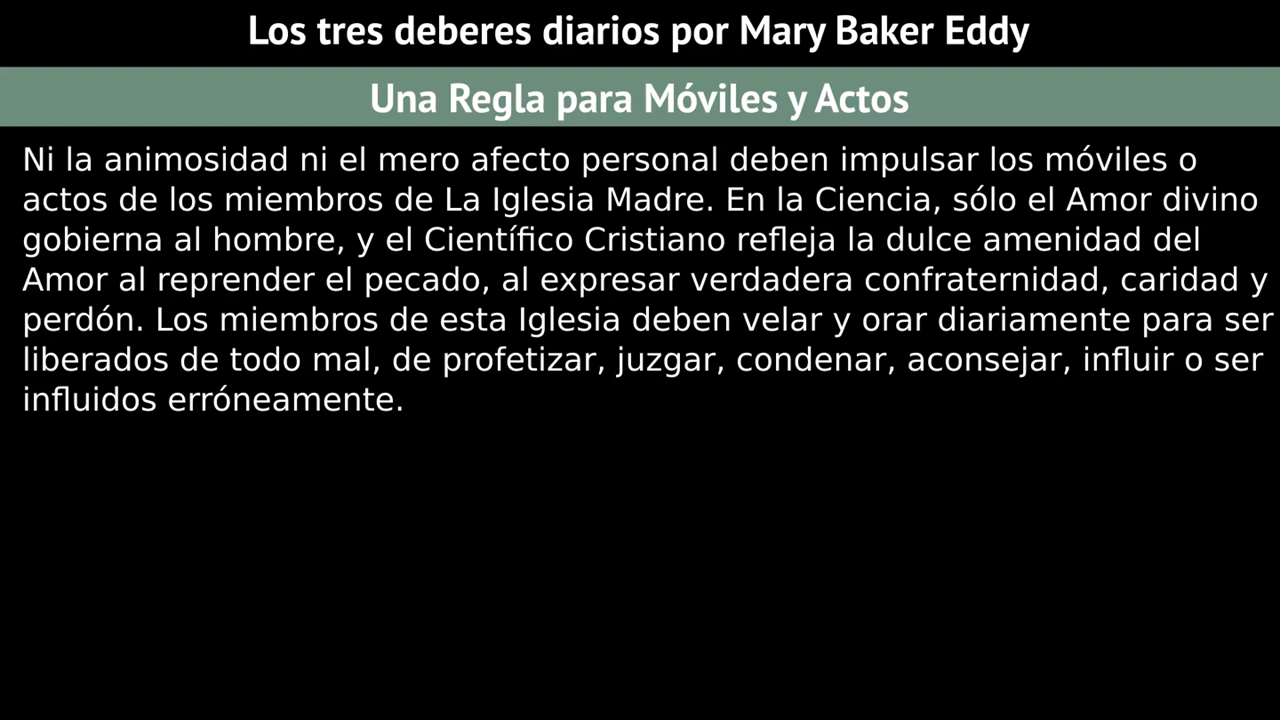 Los tres deberes diarios por Mary Baker Eddy
Una Regla para Móviles y Actos
Ni la animosidad ni el mero afecto personal deben impulsar los móviles o
actos de los miembros de La Iglesia Madre. En la Ciencia, sólo el Amor divino
gobierna al hombre, y el Científico Cristiano refleja la dulce amenidad del
Amor al reprender el pecado, al expresar verdadera confraternidad, caridad y
perdón. Los miembros de esta Iglesia deben velar y orar diariamente para ser
liberados de todo mal, de profetizar, juzgar, condenar, aconsejar, influir o ser
influidos erróneamente.